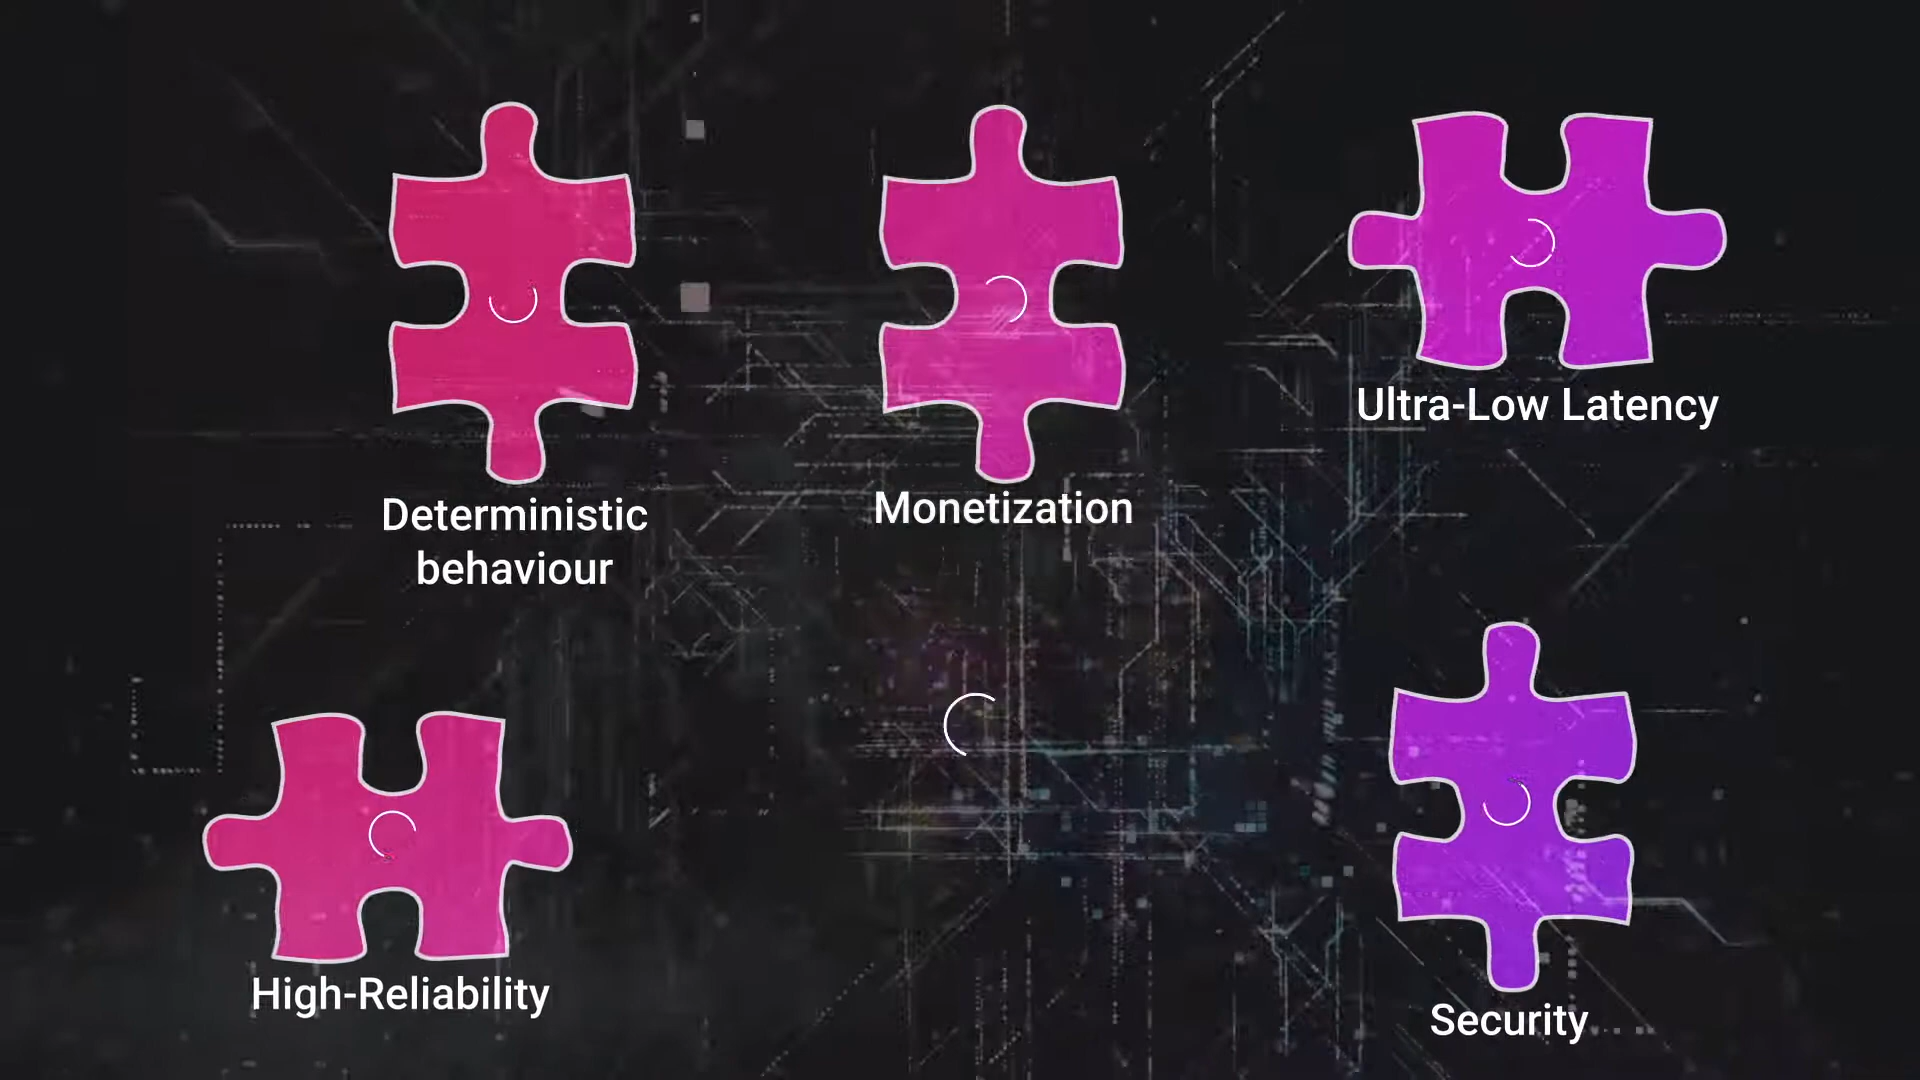 Deterministic
behaviour
Monetization
Ultra-Low Latency
High-Reliability
Security